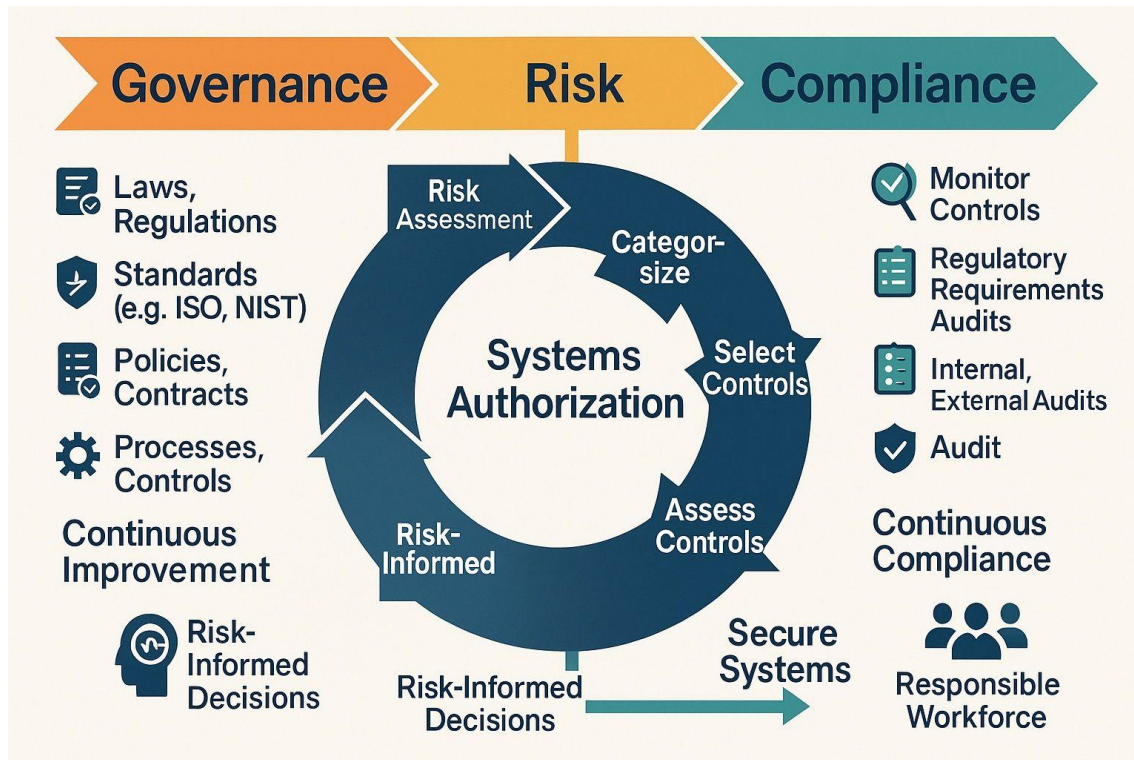 Governance
Risk
Compliance
Laws,
Regulations
Standards
(e.g. ISO, NIST)
Policies,
Contracts
Processes,
Controls
Continuous
Improvement
Risk-
Informed
Decisions
Risk
Assessment
Categor-
size
Select
Controls
Assess
Controls
Risk-
Informed
Systems
Authorization
Risk-Informed
Decisions
Secure
Systems
Monitor
Controls
Regulatory
Requirements
Audits
Internal,
External Audits
Audit
Continuous
Compliance
Responsible
Workforce